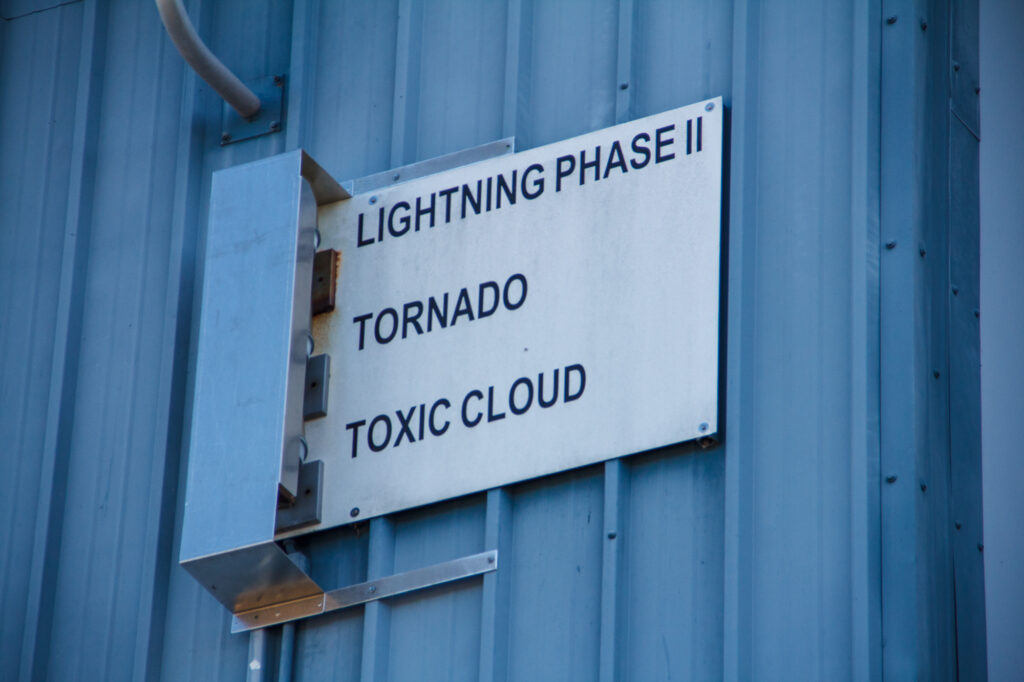 LIGHTNING PHASE II
TORNADO
TOXIC CLOUD